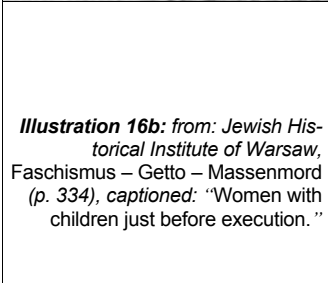 Illustration 16b: from: Jewish His-
torical Institute of Warsaw,
Faschismus – Getto – Massenmord
(p. 334), captioned: “Women with
children just before execution.”